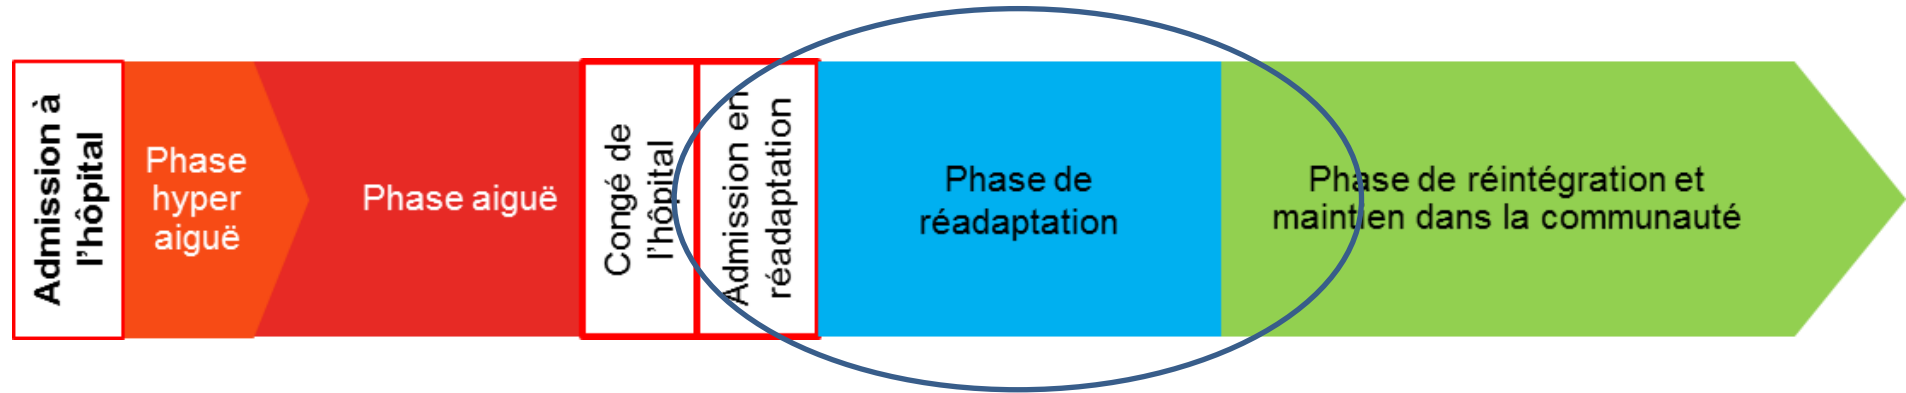 Admission à
l'hôpital
Phase
hyper
aiguë
Phase aiguë
Congé de
l'hôpital
Admission en
réadaptation
Phase de
réadaptation
Phase de réintégration et
maintien dans la communauté